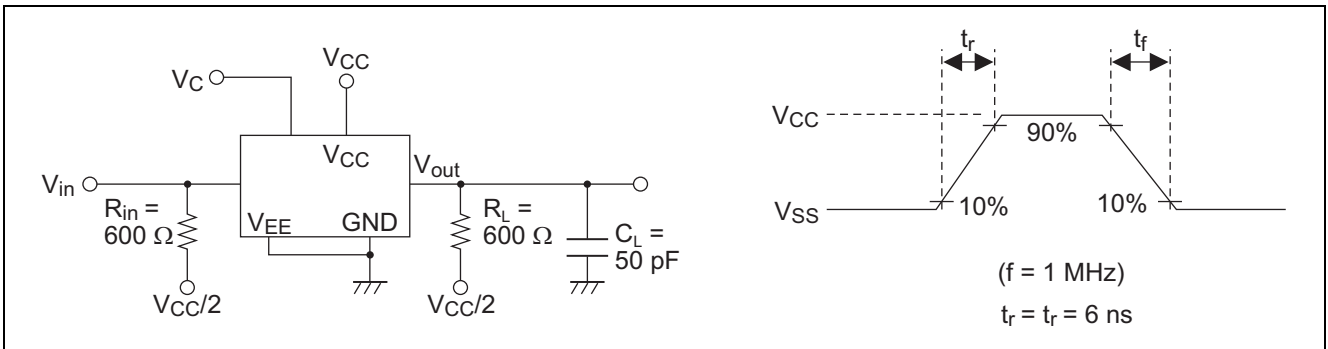 VC
VCC
VCC
Vin
Vout
Rin =
600 Ω
VEE
GND
RL =
600 Ω
CL =
50 pF
VCC/2
VCC/2
tr
tf
VCC
90%
VSS
10%
10%
(f = 1 MHz)
tr = tr = 6 ns